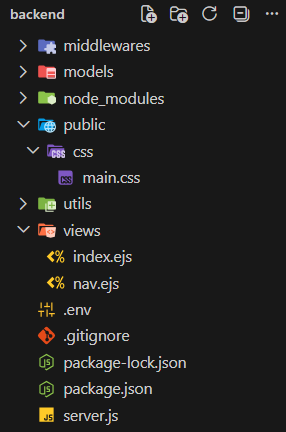 backend
middlewares
models
node_modules
public
css
main.css
utils
views
index.ejs
nav.ejs
.env
.gitignore
package-lock.json
package.json
server.js